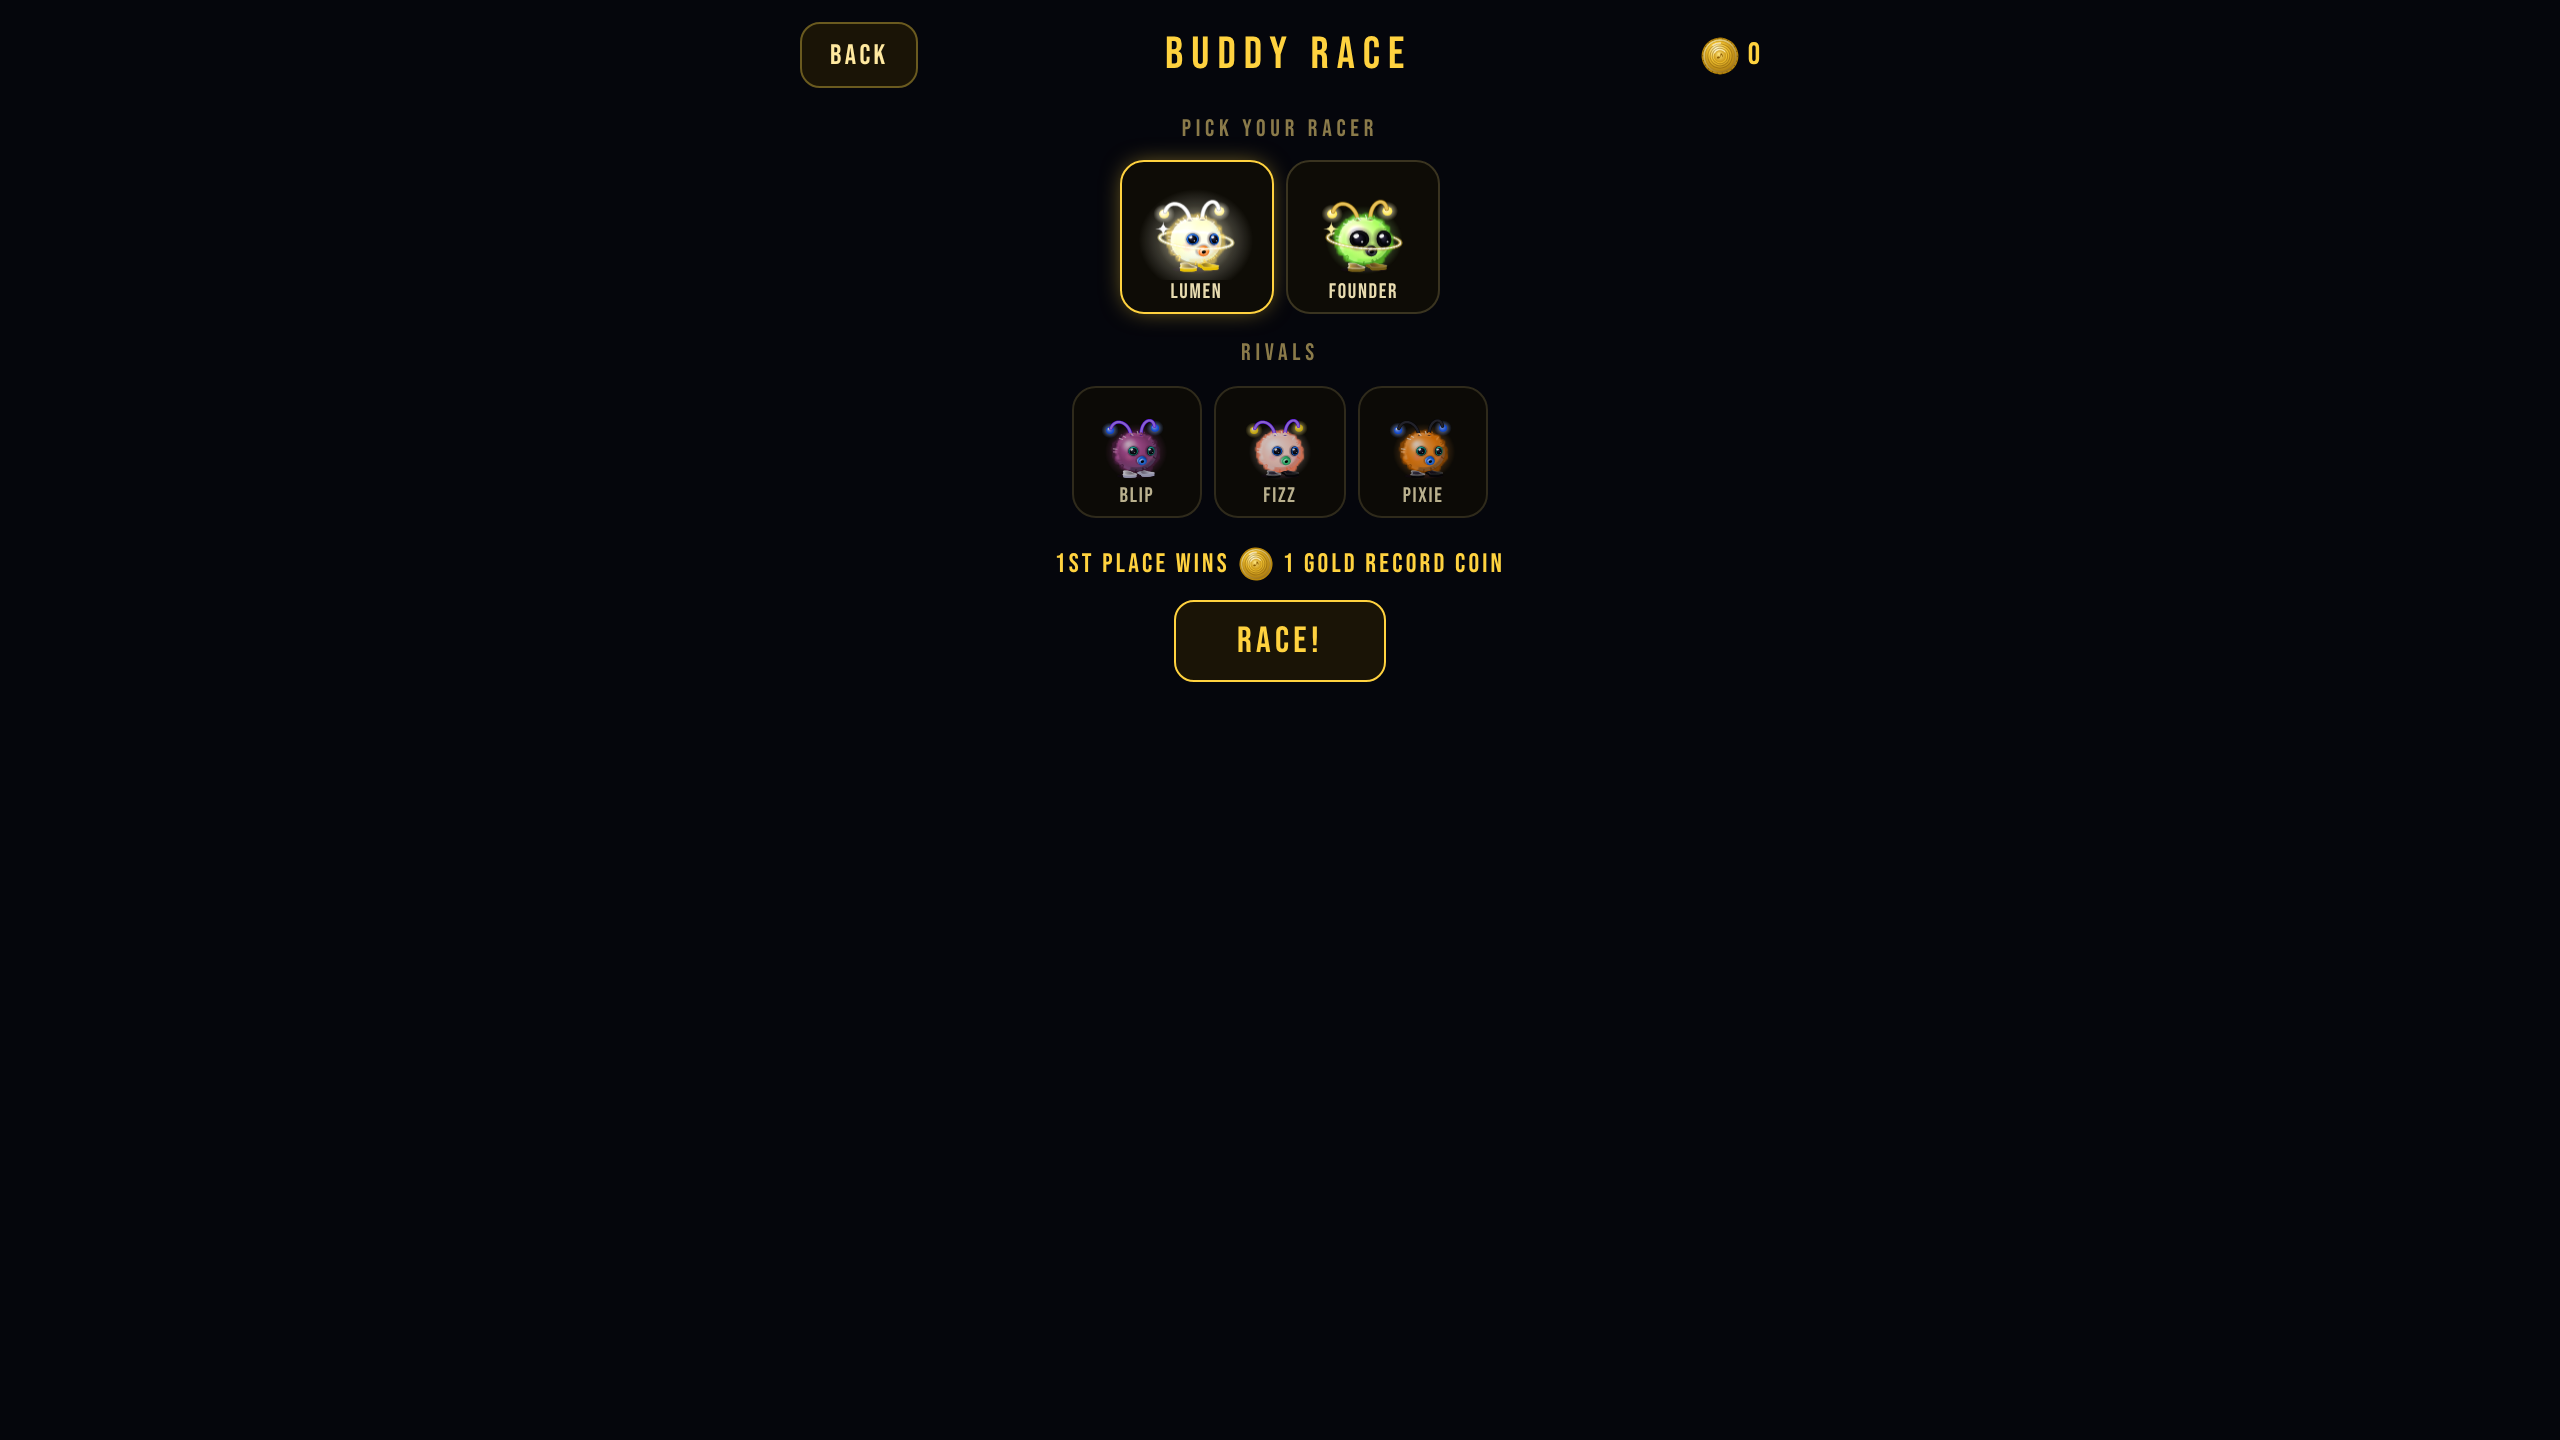 BACK
BUDDY RACE
0
PICK YOUR RACER
LUMEN
FOUNDER
RIVALS
BLIP
FIZZ
PIXIE
1ST PLACE WINS 1 GOLD RECORD COIN
RACE!